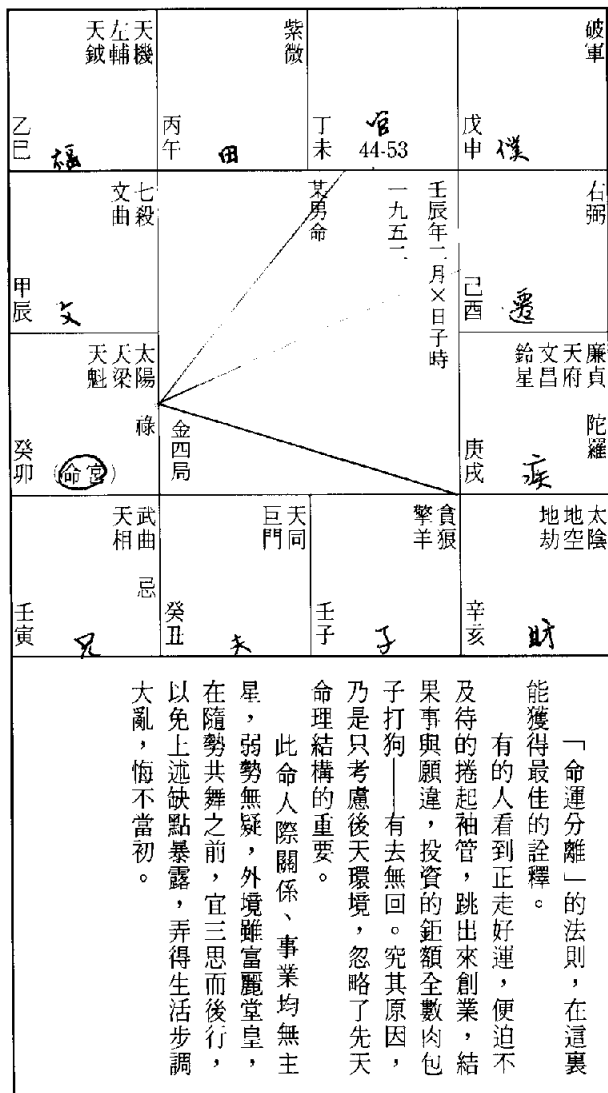 破軍
戊申
僕
丁未
官
44-53
紫微
丙午
田
天機
左輔
天鉞
乙巳
福
右弼
己酉
遷
壬辰年二月×日子時
一九五二
某男命
金四局
七殺
文曲
甲辰
廉貞
天府
文昌
鈴星
陀羅
庚戌
疾
太陽
天梁
天魁
祿
癸卯
(命宮)
太陰
地空
地劫
辛亥
財
貪狼
擎羊
壬子
子
天同
巨門
癸丑
夫
武曲
天相
忌
壬寅
兄
「命運分離」的法則，在這裏
能獲得最佳的詮釋。
有的人看到正走好運，便迫不
及待的捲起袖管，跳出來創業，結
果事與願違，投資的鉅額全數肉包
子打狗——有去無回。究其原因，
乃是只考慮後天環境，忽略了先天
命理結構的重要。
此命人際關係、事業均無主
星，弱勢無疑，外境雖富麗堂皇，
在隨勢共舞之前，宜三思而後行，
以免上述缺點暴露，弄得生活步調
大亂，悔不當初。